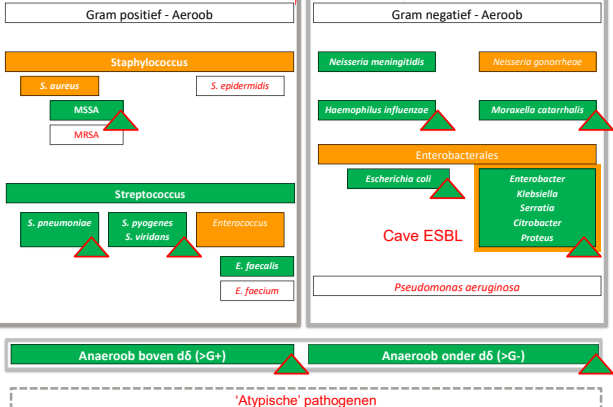 Gram positief - Aeroob
Staphylococcus
S. aureus
S. epidermidis
MSSA
MRSA
Streptococcus
S. pneumoniae
S. pyogenes
S. viridans
Enterococcus
E. faecalis
E. faecium
Gram negatief - Aeroob
Neisseria meningitidis
Neisseria gonorrheae
Haemophilus influenzae
Moraxella catarrhalis
Enterobacterales
Escherichia coli
Enterobacter
Klebsiella
Serratia
Citrobacter
Proteus
Cave ESBL
Pseudomonas aeruginosa
Anaeroob boven dδ (>G+)
Anaeroob onder dδ (>G-)
'Atypische' pathogenen